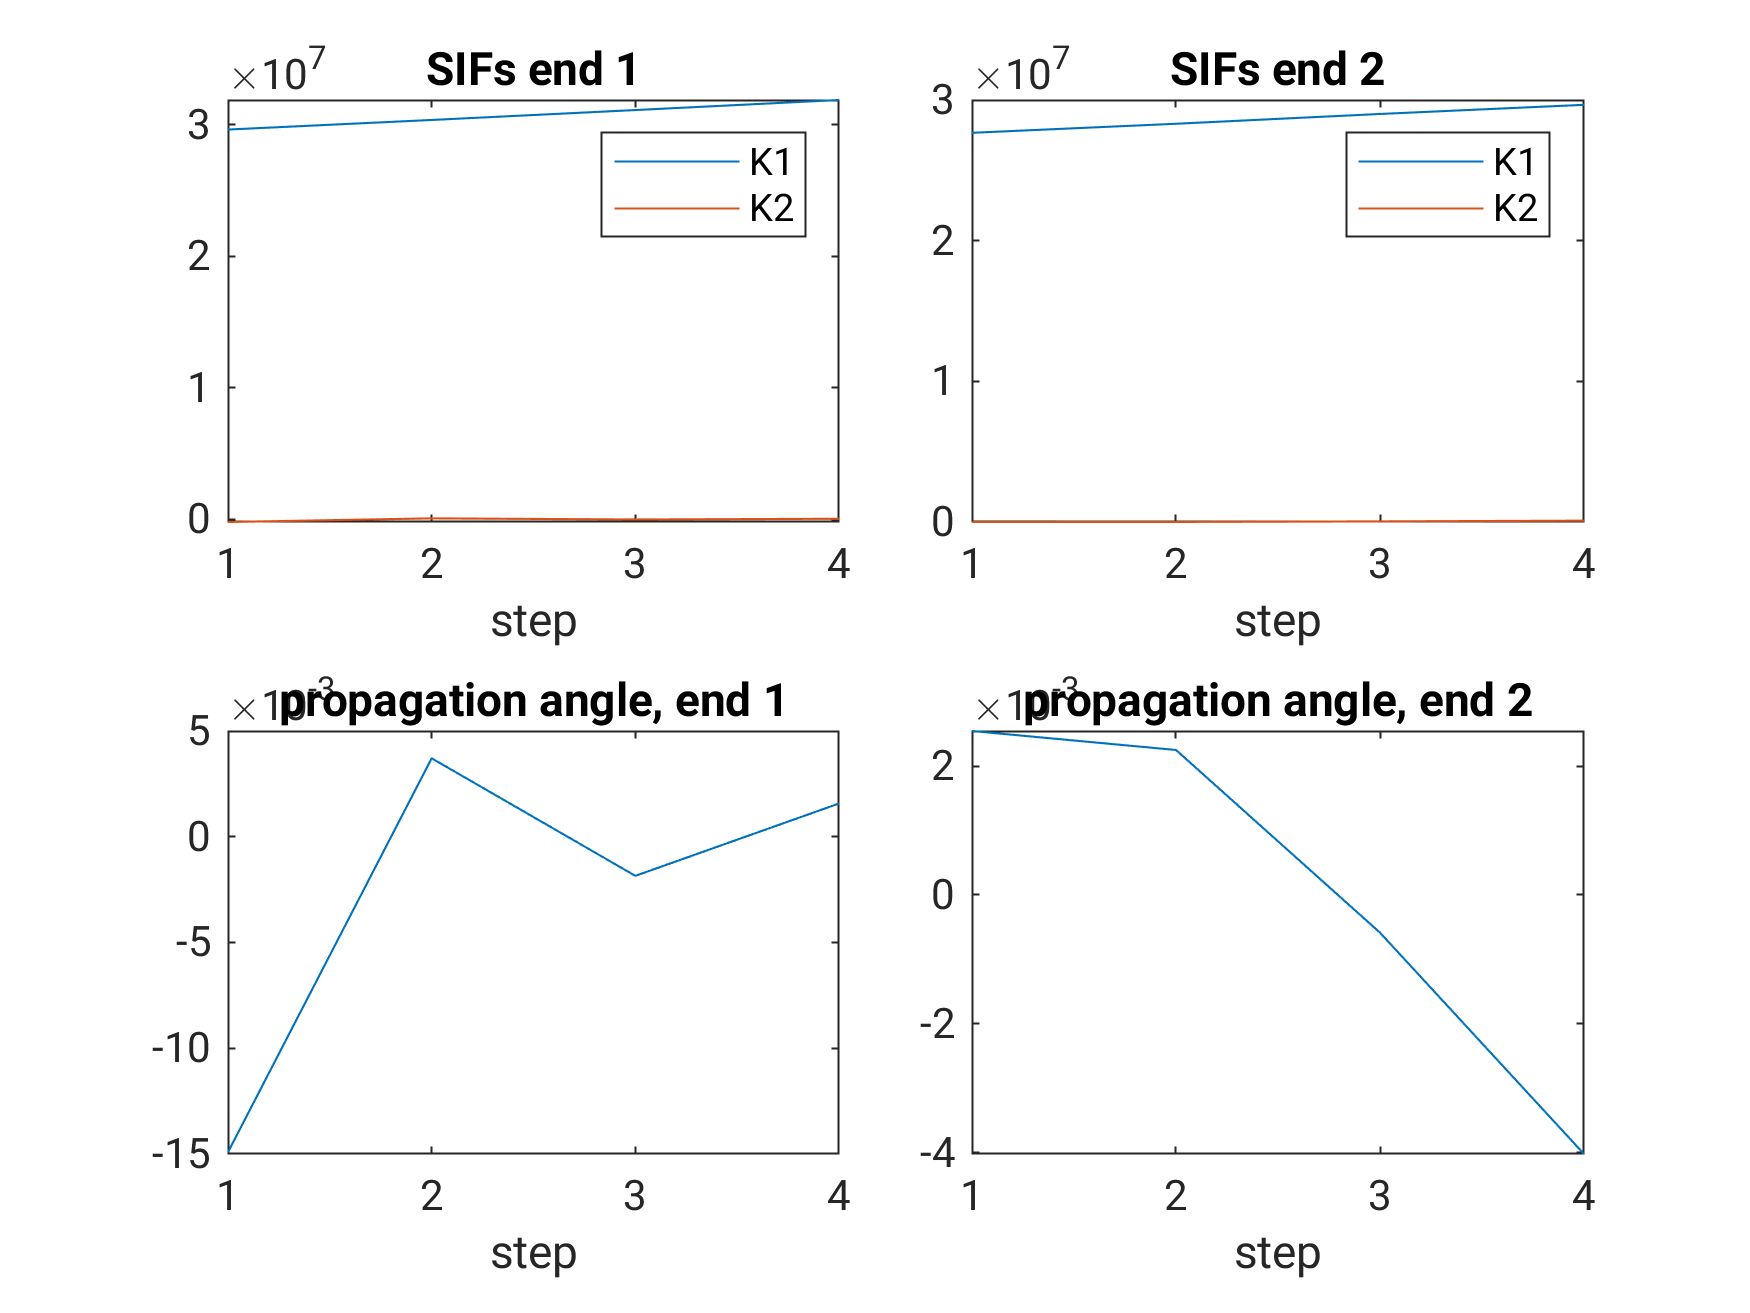 SIFs end 1
×10^7
3
2
1
0
K1
K2
1 2 3 4
step
SIFs end 2
×10^7
3
2
1
0
K1
K2
1 2 3 4
step
propagation angle, end 1
×10^-3
5
0
-5
-10
-15
1 2 3 4
step
propagation angle, end 2
×10^-3
2
0
-2
-4
1 2 3 4
step